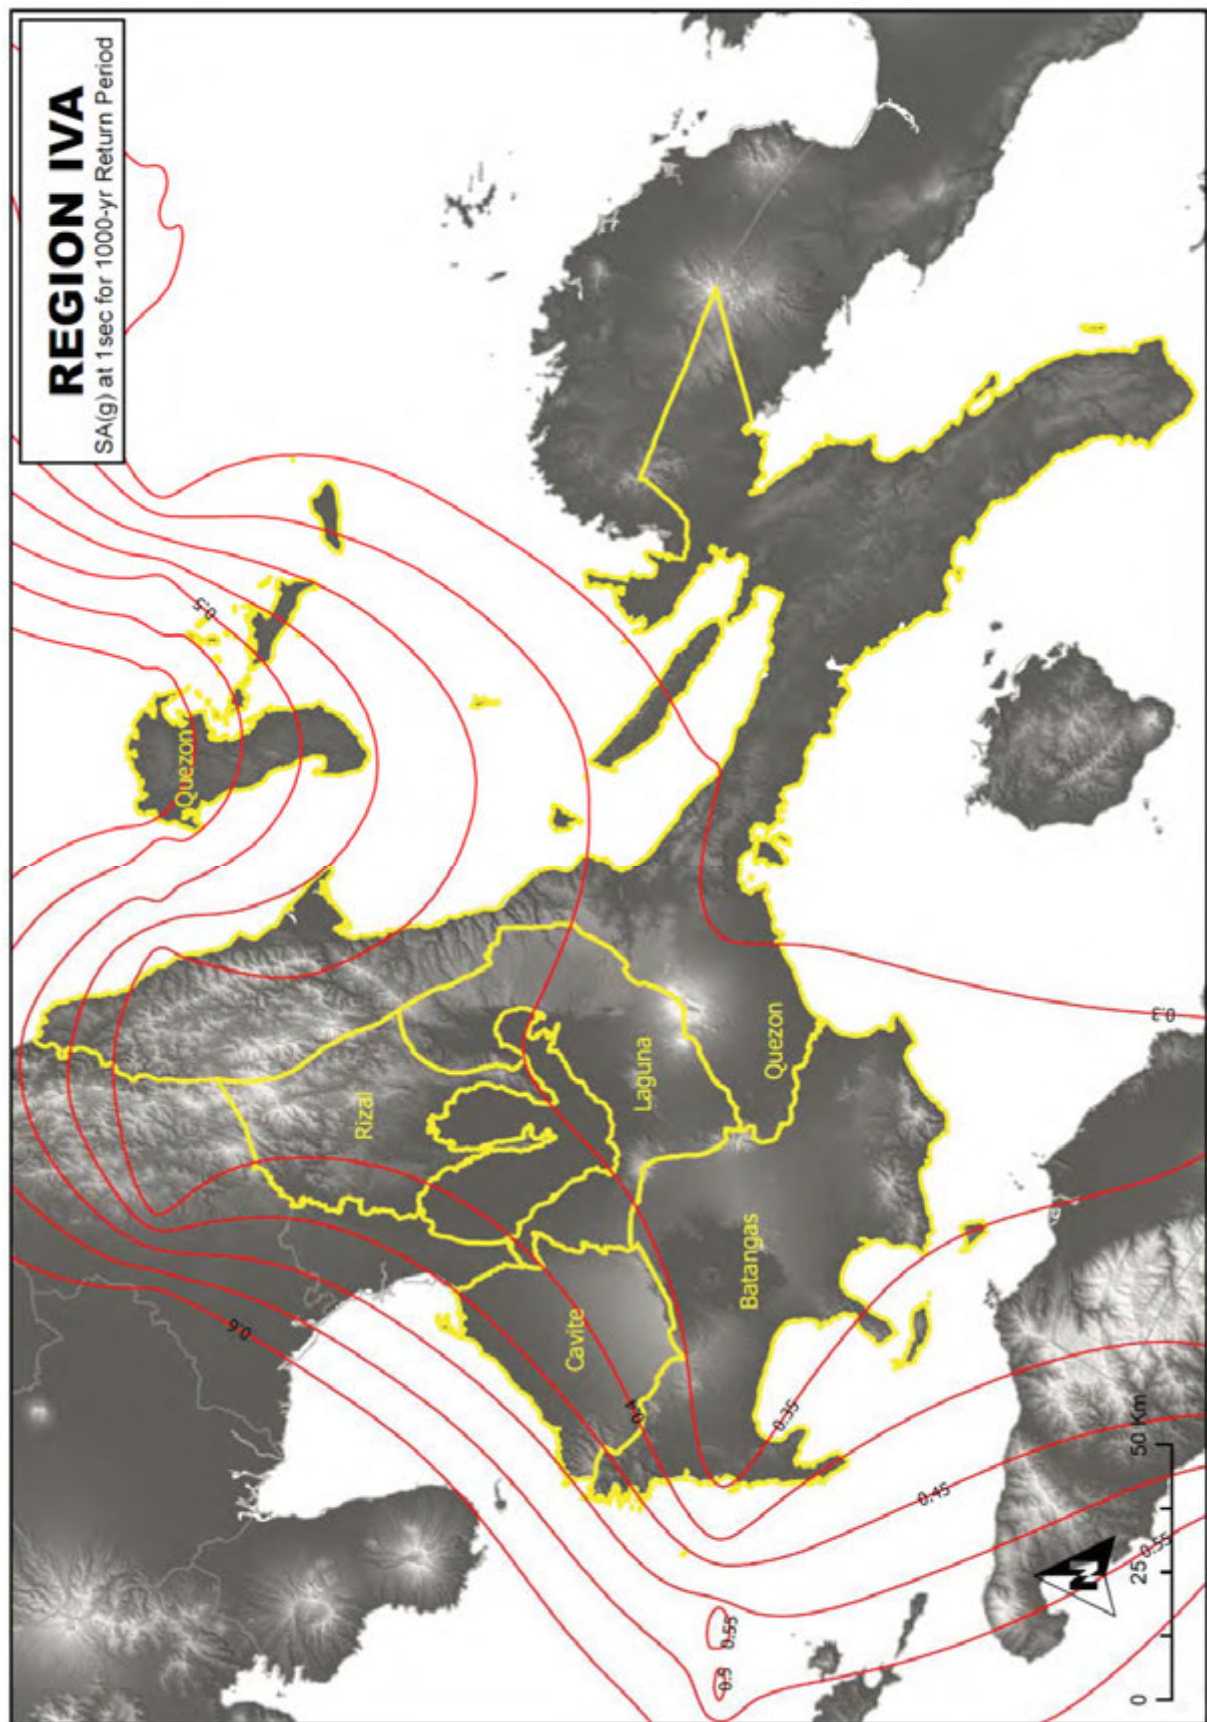 REGION IVA
SA(g) at 1sec for 1000-yr Return Period
0.5
Quezon
0.6
Rizal
Laguna
Quezon
Cavite
Batangas
0.4
0.35
0.3
0.45
0.55
0.55
0.5
N
0 25 50 Km